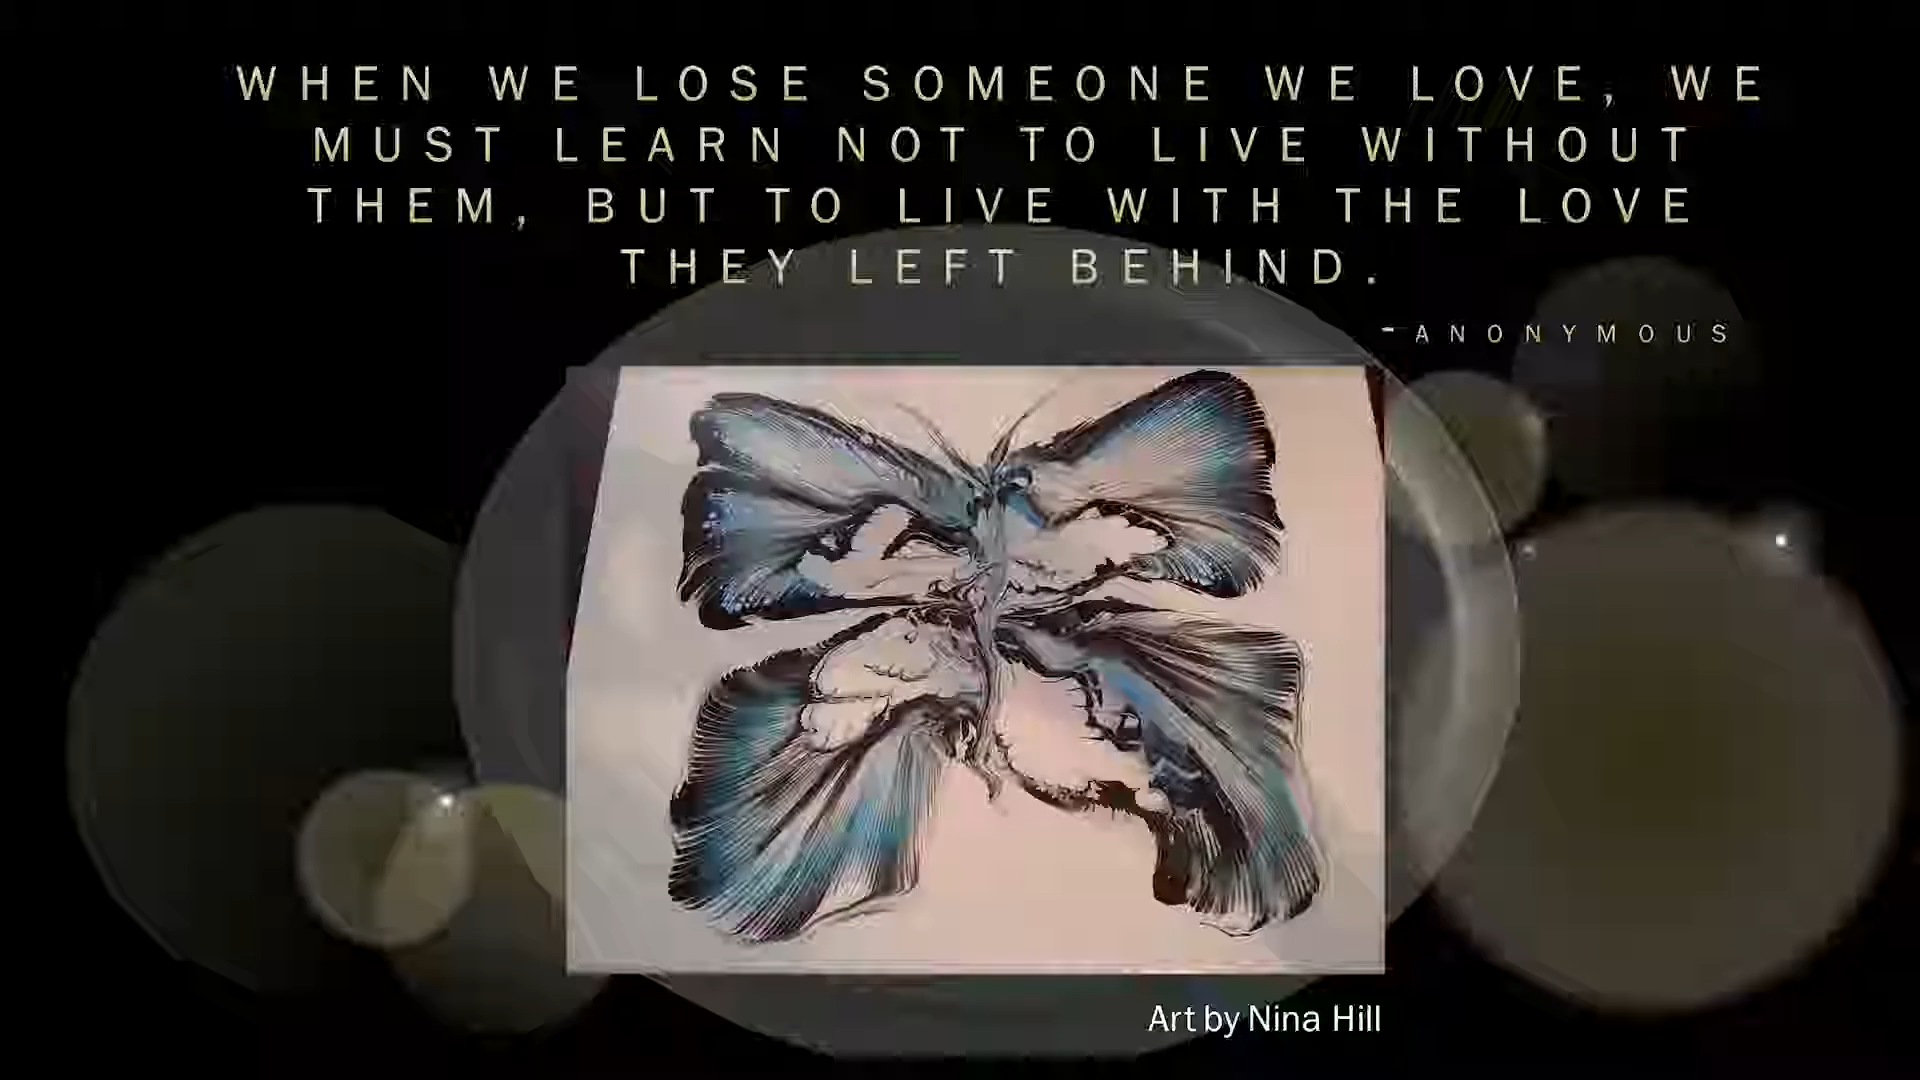 WHEN WE LOSE SOMEONE WE LOVE, WE
MUST LEARN NOT TO LIVE WITHOUT
THEM, BUT TO LIVE WITH THE LOVE
THEY LEFT BEHIND.
-ANONYMOUS
Art by Nina Hill